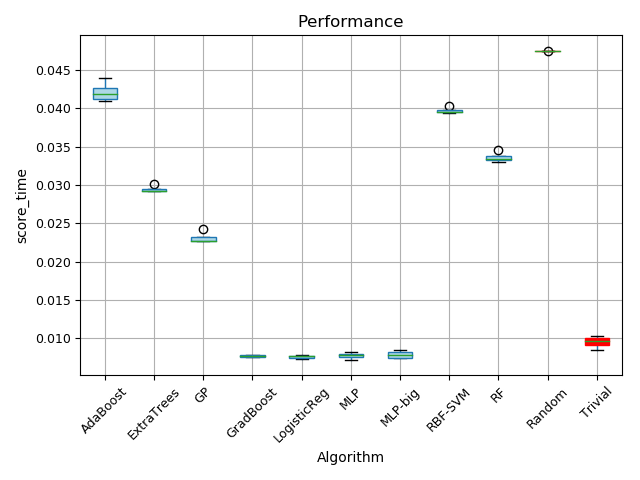 Performance
score_time
0.045
0.040
0.035
0.030
0.025
0.020
0.015
0.010
AdaBoost
ExtraTrees
GP
GradBoost
LogisticReg
MLP
MLP-big
RBF-SVM
RF
Random
Trivial
Algorithm